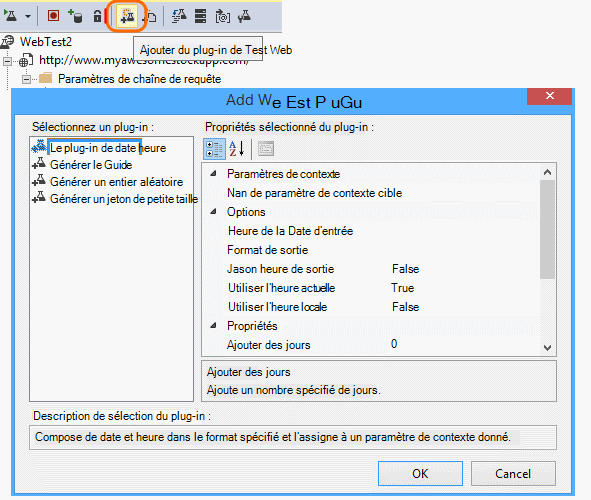 WebTest2
Ajouter du plug-in de Test Web
http://www.myawesomestockapp.com/
Paramètres de chaîne de requête
Add We Est P uGu
Sélectionnez un plug-in :
Le plug-in de date heure
Générer le Guide
Générer un entier aléatoire
Générer un jeton de petite taille
Propriétés sélectionné du plug-in :
Paramètres de contexte
Nan de paramètre de contexte cible
Options
Heure de la Date d'entrée
Format de sortie
Jason heure de sortie False
Utiliser l'heure actuelle True
Utiliser l'heure locale False
Propriétés
Ajouter des jours 0
Ajouter des jours
Ajoute un nombre spécifié de jours.
Description de sélection du plug-in :
Compose de date et heure dans le format spécifié et l'assigne à un paramètre de contexte donné.
OK Cancel